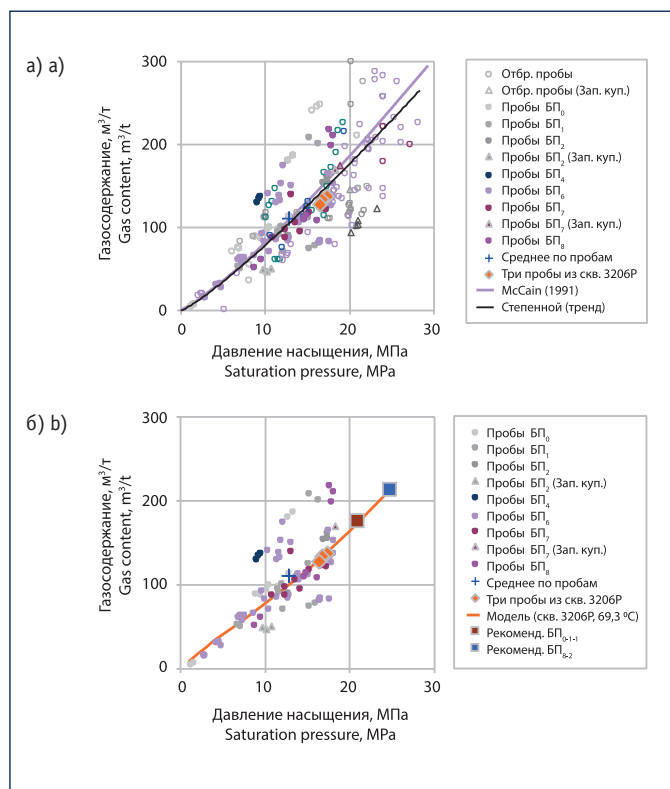 а) a)
Газосодержание, м³/т
Gas content, m³/t
300
200
100
0
0
10
20
30
Давление насыщения, МПа
Saturation pressure, MPa
Отбр. пробы
Отбр. пробы (Зап. куп.)
Пробы БП₀
Пробы БП₁
Пробы БП₂
Пробы БП₂ (Зап. куп.)
Пробы БП₄
Пробы БП₆
Пробы БП₇
Пробы БП₇ (Зап. куп.)
Пробы БП₈
Среднее по пробам
Три пробы из скв. 3206Р
McCain (1991)
Степенной (тренд)
б) b)
Газосодержание, м³/т
Gas content, m³/t
300
200
100
0
0
10
20
30
Давление насыщения, МПа
Saturation pressure, MPa
Пробы БП₀
Пробы БП₁
Пробы БП₂
Пробы БП₂ (Зап. куп.)
Пробы БП₄
Пробы БП₆
Пробы БП₇
Пробы БП₇ (Зап. куп.)
Пробы БП₈
Среднее по пробам
Три пробы из скв. 3206Р
Модель (скв. 3206Р, 69,3 ºС)
Рекоменд. БП₀₋₁₋₁
Рекоменд. БП₈₋₂